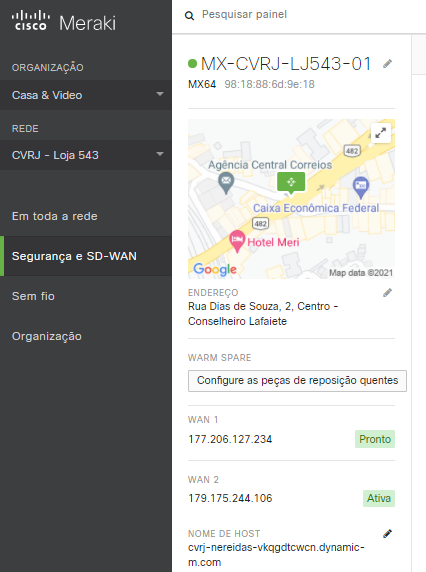 cisco Meraki
Pesquisar painel
ORGANIZAÇÃO
Casa & Video
REDE
CVRJ - Loja 543
Em toda a rede
Segurança e SD-WAN
Sem fio
Organização
MX-CVRJ-LJ543-01
MX64 98:18:88:6d:9e:18
482
Agência Central Correios
Caixa Econômica Federal
482
Hotel Meri
Google
Map data ©2021
ENDEREÇO
Rua Dias de Souza, 2, Centro -
Conselheiro Lafaiete
WARM SPARE
Configure as peças de reposição quentes
WAN 1
177.206.127.234 Pronto
WAN 2
179.175.244.106 Ativa
NOME DE HOST
cvrj-nereidas-vkqgdtcwcn.dynamic-
m.com